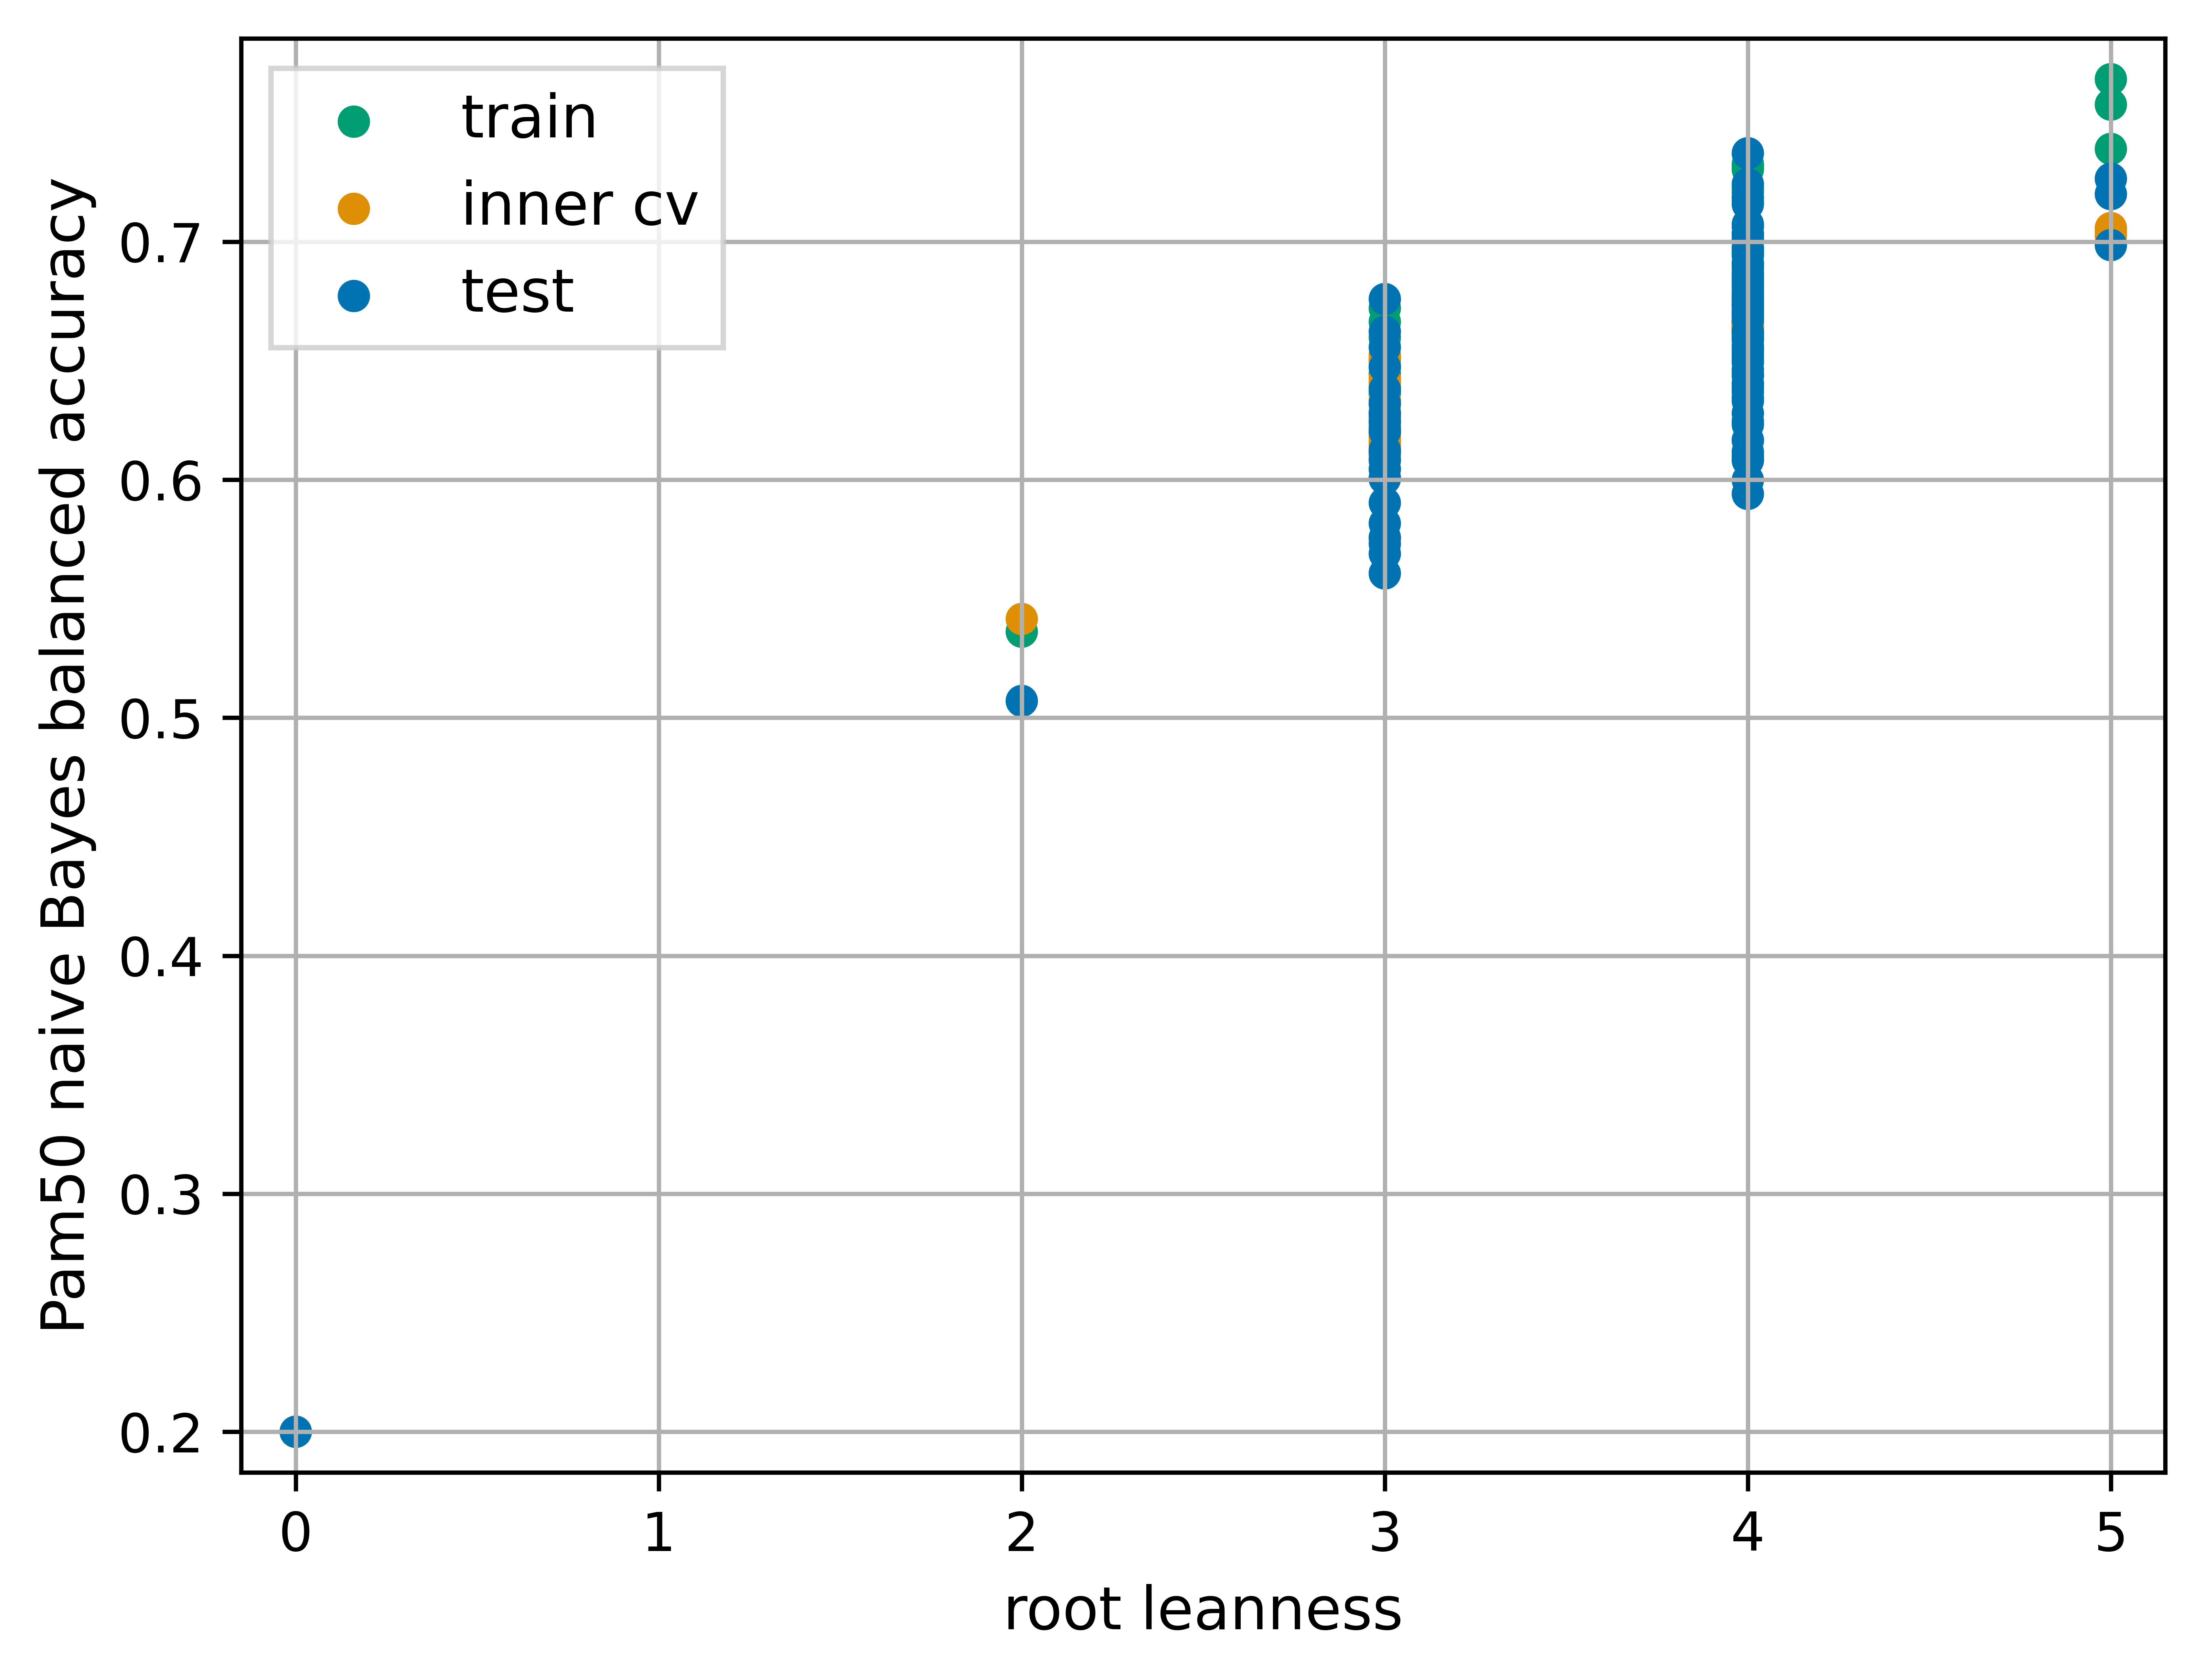 train
inner cv
test
Pam50 naive Bayes balanced accuracy
0.7
0.6
0.5
0.4
0.3
0.2
0 1 2 3 4 5
root leanness